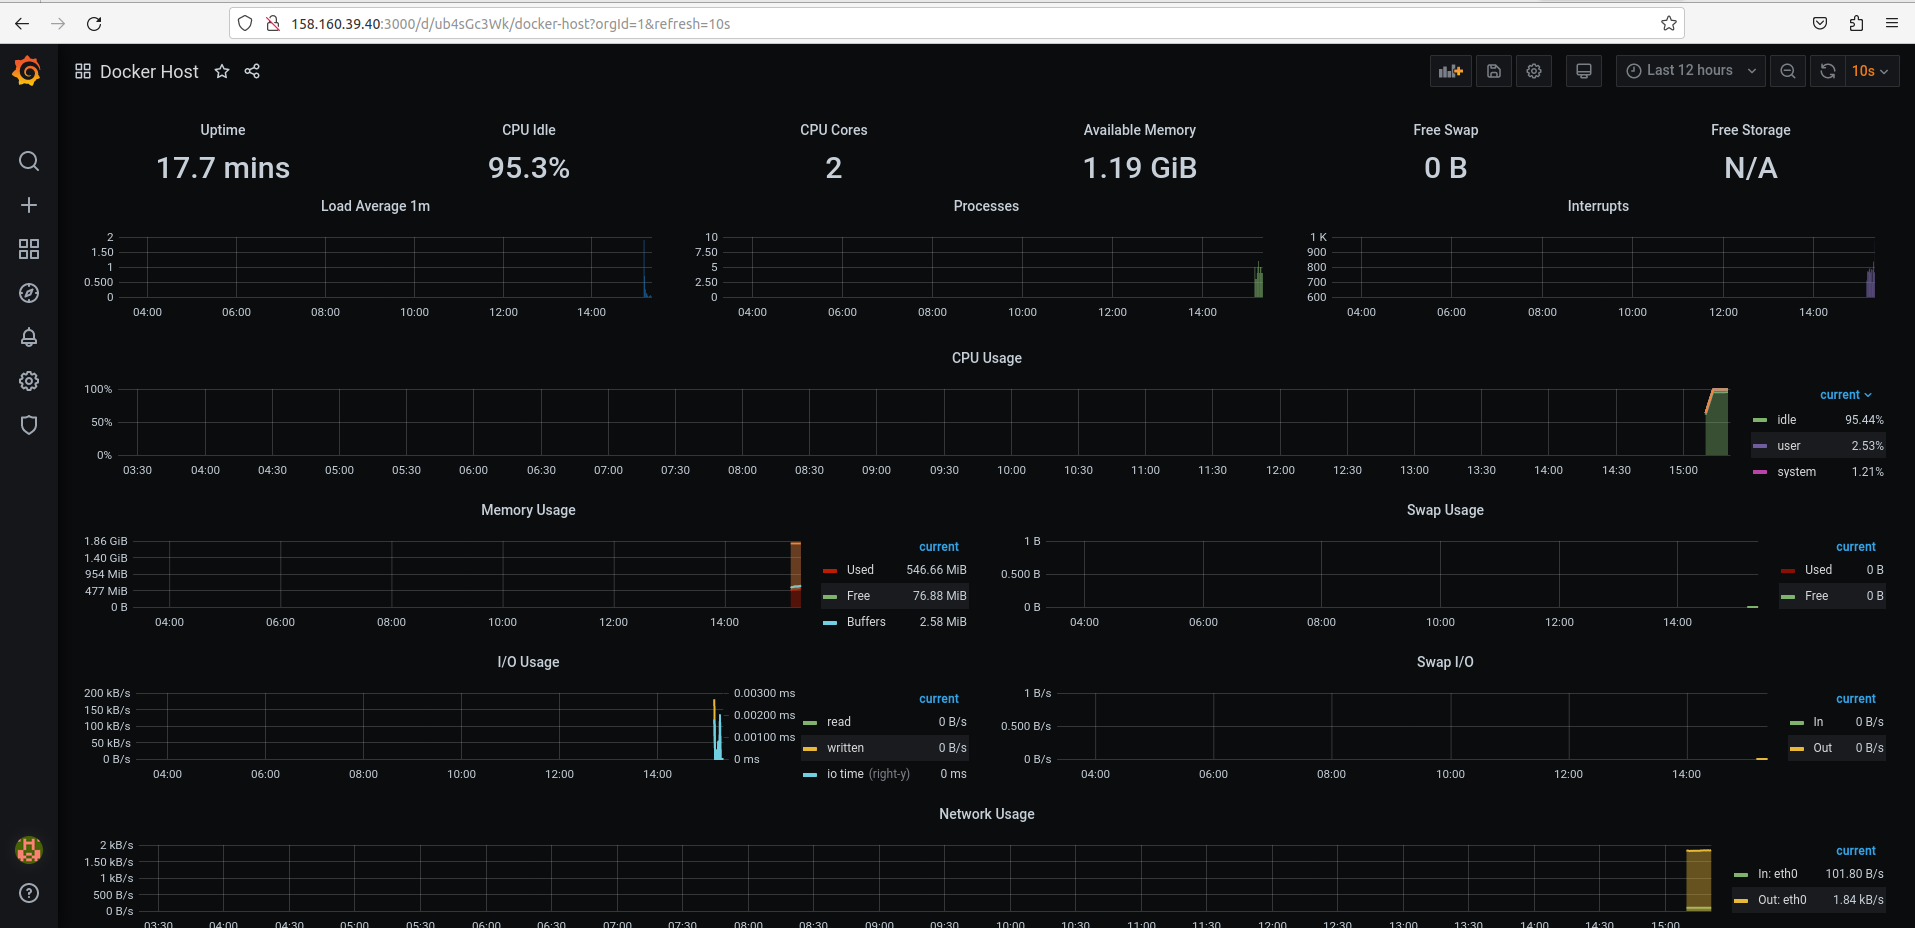 158.160.39.40:3000/d/ub4sGc3Wk/docker-host?orgId=1&refresh=10s
Docker Host
Last 12 hours
10s
Uptime
17.7 mins
CPU Idle
95.3%
CPU Cores
2
Available Memory
1.19 GiB
Free Swap
0 B
Free Storage
N/A
Load Average 1m
2
1.50
1
0.500
0
04:00 06:00 08:00 10:00 12:00 14:00
Processes
10
7.50
5
2.50
0
04:00 06:00 08:00 10:00 12:00 14:00
Interrupts
1 K
900
800
700
600
04:00 06:00 08:00 10:00 12:00 14:00
CPU Usage
100%
50%
0%
03:30 04:00 04:30 05:00 05:30 06:00 06:30 07:00 07:30 08:00 08:30 09:00 09:30 10:00 10:30 11:00 11:30 12:00 12:30 13:00 13:30 14:00 14:30 15:00
current
idle 95.44%
user 2.53%
system 1.21%
Memory Usage
1.86 GiB
1.40 GiB
954 MiB
477 MiB
0 B
04:00 06:00 08:00 10:00 12:00 14:00
current
Used 546.66 MiB
Free 76.88 MiB
Buffers 2.58 MiB
Swap Usage
1 B
0.500 B
0 B
04:00 06:00 08:00 10:00 12:00 14:00
current
Used 0 B
Free 0 B
I/O Usage
200 kB/s
150 kB/s
100 kB/s
50 kB/s
0 B/s
0.00300 ms
0.00200 ms
0.00100 ms
0 ms
04:00 06:00 08:00 10:00 12:00 14:00
current
read 0 B/s
written 0 B/s
io time (right-y) 0 ms
Swap I/O
1 B/s
0.500 B/s
0 B/s
04:00 06:00 08:00 10:00 12:00 14:00
current
In 0 B/s
Out 0 B/s
Network Usage
2 kB/s
1.50 kB/s
1 kB/s
500 B/s
0 B/s
03:30 04:00 04:30 05:00 05:30 06:00 06:30 07:00 07:30 08:00 08:30 09:00 09:30 10:00 10:30 11:00 11:30 12:00 12:30 13:00 13:30 14:00 14:30 15:00
current
In: eth0 101.80 B/s
Out: eth0 1.84 kB/s